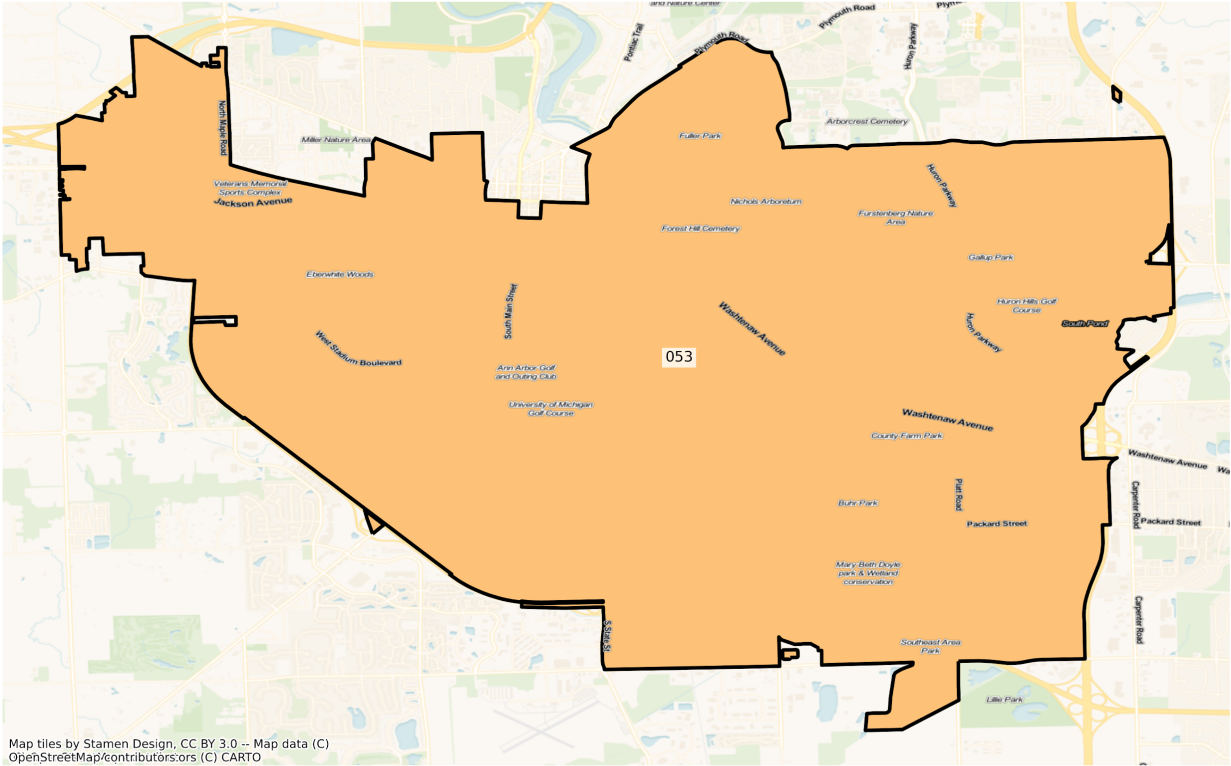 and Nature Center
Plymouth Road
Pontiac Trail
Plymouth Road
Huron Parkway
North Maple Road
Miller Nature Area
Fuller Park
Arborcrest Cemetery
Veterans Memorial
Sports Complex
Jackson Avenue
Huron Parkway
Nichols Arboretum
Furstenberg Nature
Area
Forest Hill Cemetery
Gallup Park
Eberwhite Woods
South Main Street
Huron Hills Golf
Course
Washtenaw Avenue
Huron Parkway
South Pond
West Stadium Boulevard
053
Ann Arbor Golf
and Outing Club
University of Michigan
Golf Course
Washtenaw Avenue
County Farm Park
Washtenaw Avenue
Buhr Park
Platt Road
Packard Street
Carpenter Road
Packard Street
Mary Beth Doyle
park & Wetland
conservation
S State St
Southeast Area
Park
Carpenter Road
Lillie Park
Map tiles by Stamen Design, CC BY 3.0 -- Map data (C)
OpenStreetMap contributors (C) CARTO